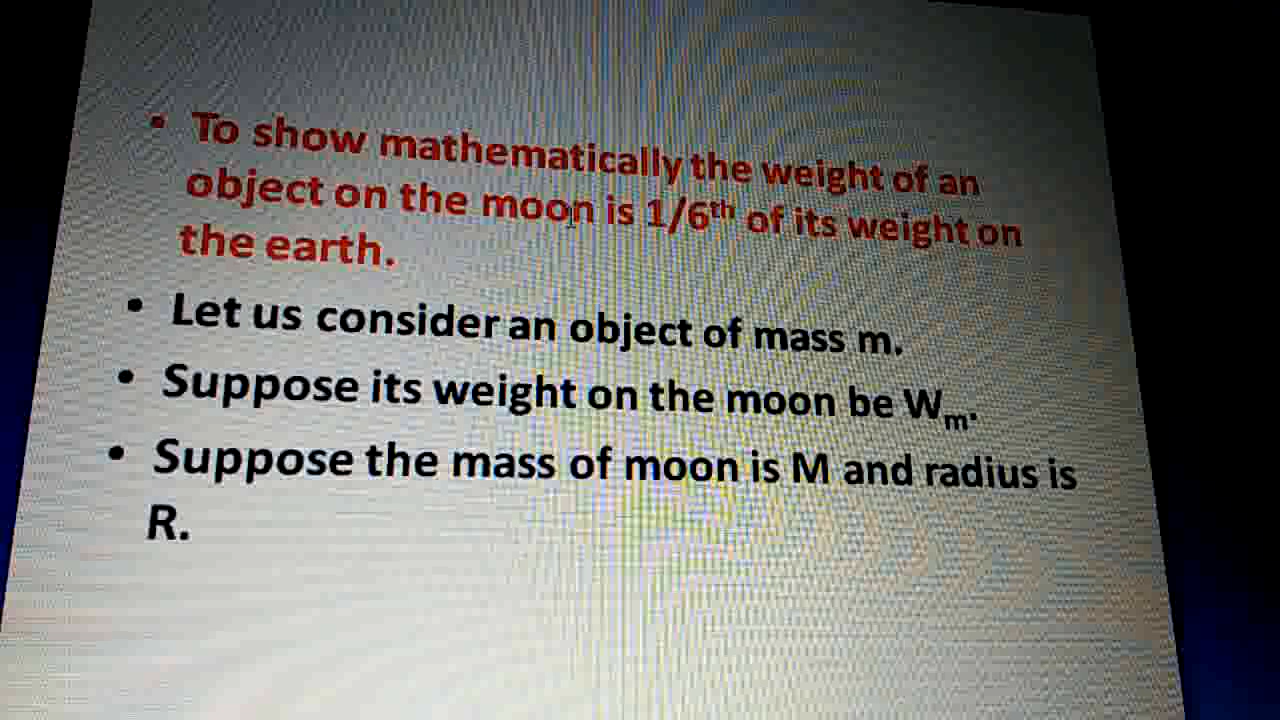 • To show mathematically the weight of an
object on the moon is 1/6th of its weight on
the earth.
• Let us consider an object of mass m.
• Suppose its weight on the moon be Wm.
• Suppose the mass of moon is M and radius is
R.